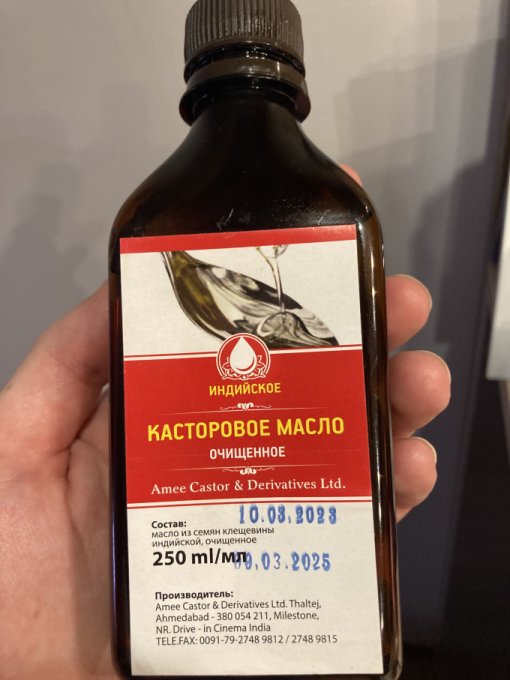 ИНДИЙСКОЕ
КАСТОРОВОЕ МАСЛО
ОЧИЩЕННОЕ
Amee Castor & Derivatives Ltd.
10.03.2023
Состав:
масло из семян клещевины
индийской, очищенное
250 ml/мл 09.03.2025
Производитель:
Amee Castor & Derivatives Ltd. Thaltej,
Ahmedabad - 380 054 211, Milestone,
NR. Drive - in Cinema India
TELE.FAX: 0091-79-2748 9812 / 2748 9815